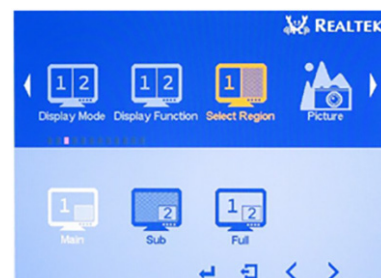 REALTEK
1 2
1 2
1
Display Mode
Display Function
Select Region
Picture
1
2
1 2
Main
Sub
Full